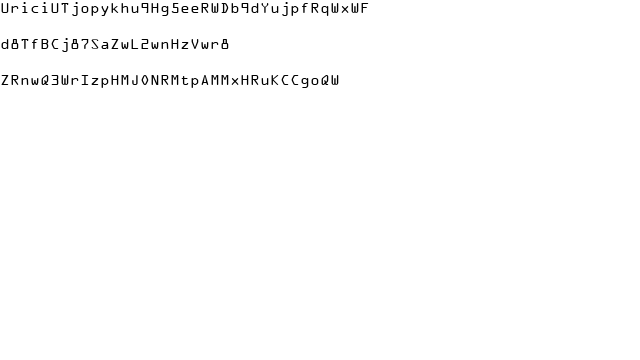 UriciUTjopykhu9Hg5eeRWDb9dYujpfRqWxWF
d8TfBCj87SaZwL2wnHzVwr8
ZRnwQ3WrIzpHMJ0NRMtpAMMxHRuKCCgoQW